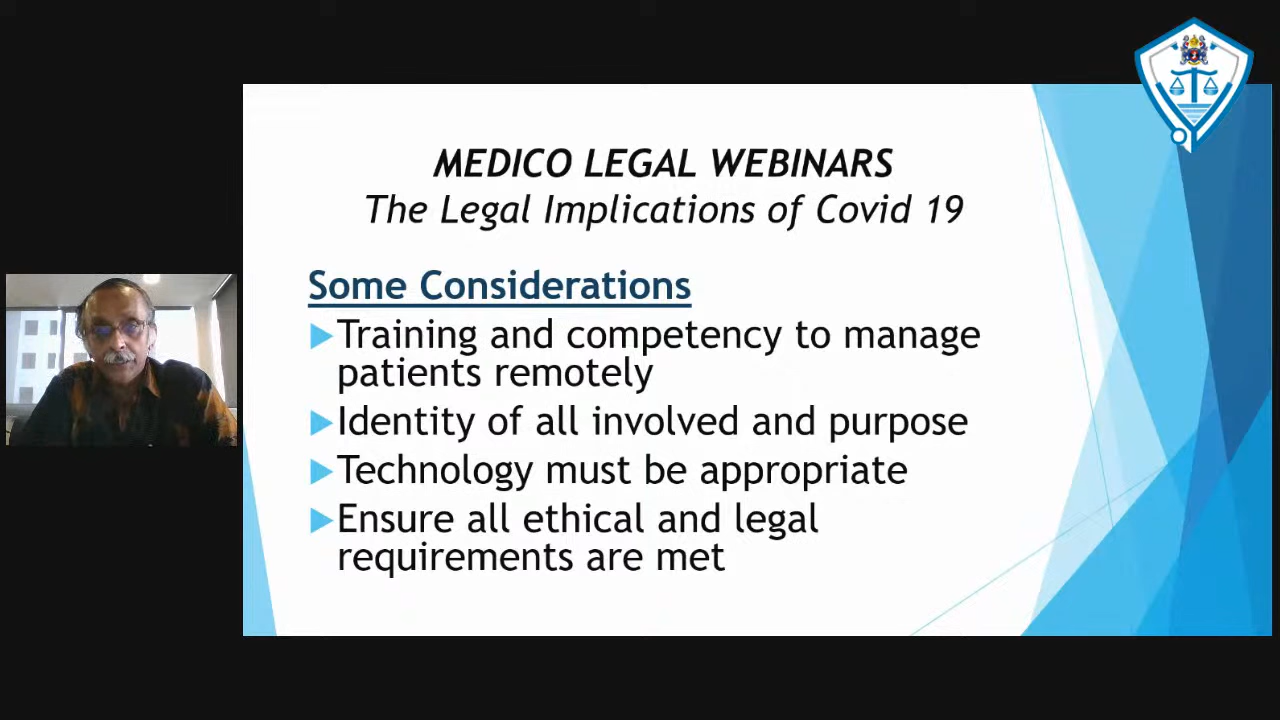 MEDICO LEGAL WEBINARS
The Legal Implications of Covid 19
Some Considerations
Training and competency to manage
patients remotely
Identity of all involved and purpose
Technology must be appropriate
Ensure all ethical and legal
requirements are met